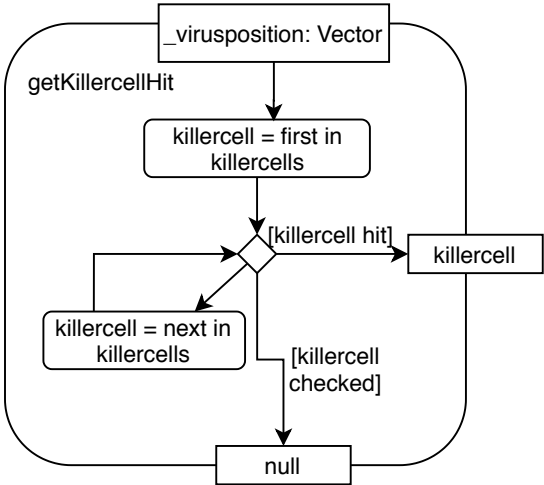 _virusposition: Vector
getKillercellHit
killercell = first in
killercells
[killercell hit]
killercell
killercell = next in
killercells
[killercell
checked]
null